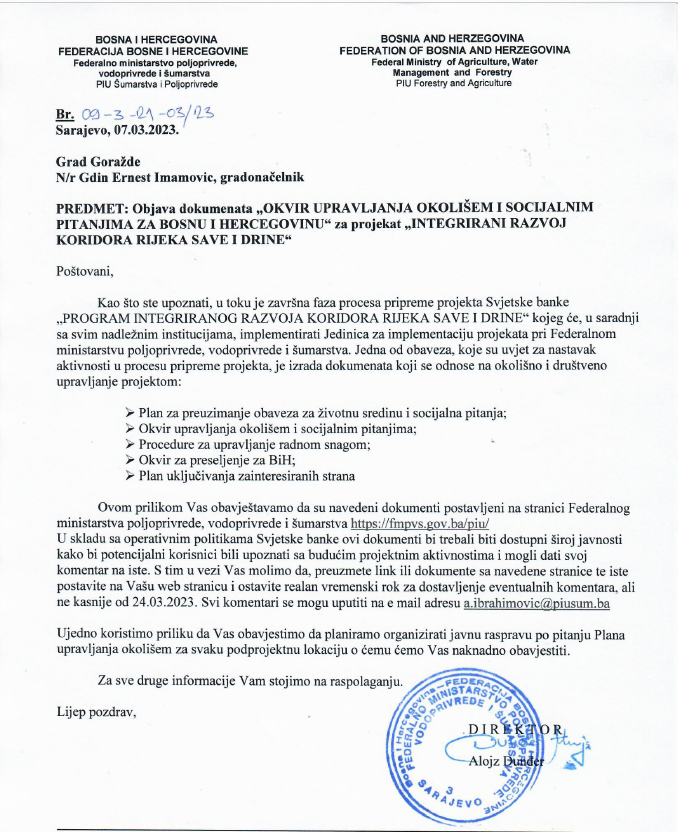 BOSNA I HERCEGOVINA
FEDERACIJA BOSNE I HERCEGOVINE
Federalno ministarstvo poljoprivrede,
vodoprivrede i šumarstva
PIU Šumarstva i Poljoprivrede
BOSNIA AND HERZEGOVINA
FEDERATION OF BOSNIA AND HERZEGOVINA
Federal Ministry of Agriculture, Water
Management and Forestry
PIU Forestry and Agriculture
Br. 09-3-21-03/23
Sarajevo, 07.03.2023.
Grad Goražde
N/r Gdin Ernest Imamovic, gradonačelnik
PREDMET: Objava dokumenata „OKVIR UPRAVLJANJA OKOLIŠEM I SOCIJALNIM
PITANJIMA ZA BOSNU I HERCEGOVINU“ za projekat „INTEGRIRANI RAZVOJ
KORIDORA RIJEKA SAVE I DRINE“
Poštovani,
Kao što ste upoznati, u toku je završna faza procesa pripreme projekta Svjetske banke
„PROGRAM INTEGRIRANOG RAZVOJA KORIDORA RIJEKA SAVE I DRINE“ kojeg će, u saradnji
sa svim nadležnim institucijama, implementirati Jedinica za implementaciju projekata pri Federalnom
ministarstvu poljoprivrede, vodoprivrede i šumarstva. Jedna od obaveza, koje su uvjet za nastavak
aktivnosti u procesu pripreme projekta, je izrada dokumenata koji se odnose na okolišno i društveno
upravljanje projektom:
➢ Plan za preuzimanje obaveza za životnu sredinu i socijalna pitanja;
➢ Okvir upravljanja okolišem i socijalnim pitanjima;
➢ Procedure za upravljanje radnom snagom;
➢ Okvir za preseljenje za BiH;
➢ Plan uključivanja zainteresiranih strana
Ovom prilikom Vas obavještavamo da su navedeni dokumenti postavljeni na stranici Federalnog
ministarstva poljoprivrede, vodoprivrede i šumarstva https://fmpvs.gov.ba/piu/
U skladu sa operativnim politikama Svjetske banke ovi dokumenti bi trebali biti dostupni široj javnosti
kako bi potencijalni korisnici bili upoznati sa budućim projektnim aktivnostima i mogli dati svoj
komentar na iste. S tim u vezi Vas molimo da, preuzmete link ili dokumente sa navedene stranice te iste
postavite na Vašu web stranicu i ostavite realan vremenski rok za dostavljenje eventualnih komentara, ali
ne kasnije od 24.03.2023. Svi komentari se mogu uputiti na e mail adresu a.ibrahimovic@piusum.ba
Ujedno koristimo priliku da Vas obavjestimo da planiramo organizirati javnu raspravu po pitanju Plana
upravljanja okolišem za svaku podprojektnu lokaciju o ćemu ćemo Vas naknadno obavjestiti.
Za sve druge informacije Vam stojimo na raspolaganju.
Lijep pozdrav,
DIREKTOR
Alojz Dunđer
Bosna i Hercegovina – FEDERACIJA BOSNE I HERCEGOVINE
FEDERALNO MINISTARSTVO POLJOPRIVREDE,
VODOPRIVREDE I ŠUMARSTVA
3
SARAJEVO